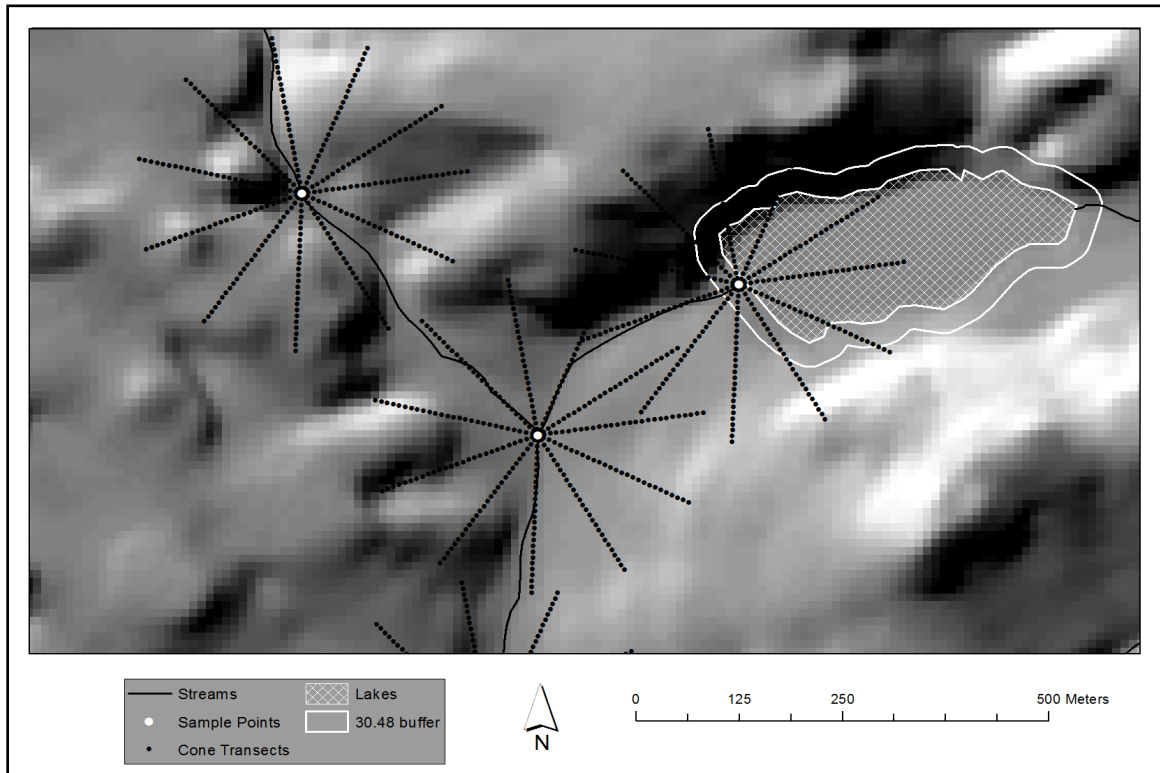 Streams
Lakes
Sample Points
30.48 buffer
Cone Transects
N
0 125 250 500 Meters